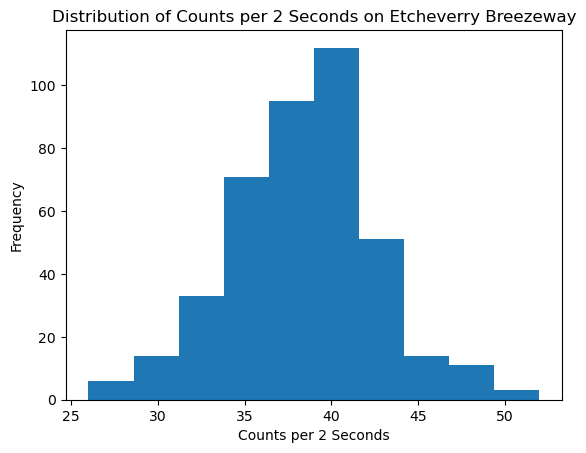 Distribution of Counts per 2 Seconds on Etcheverry Breezeway
100
80
60
40
20
0
Frequency
25 30 35 40 45 50
Counts per 2 Seconds